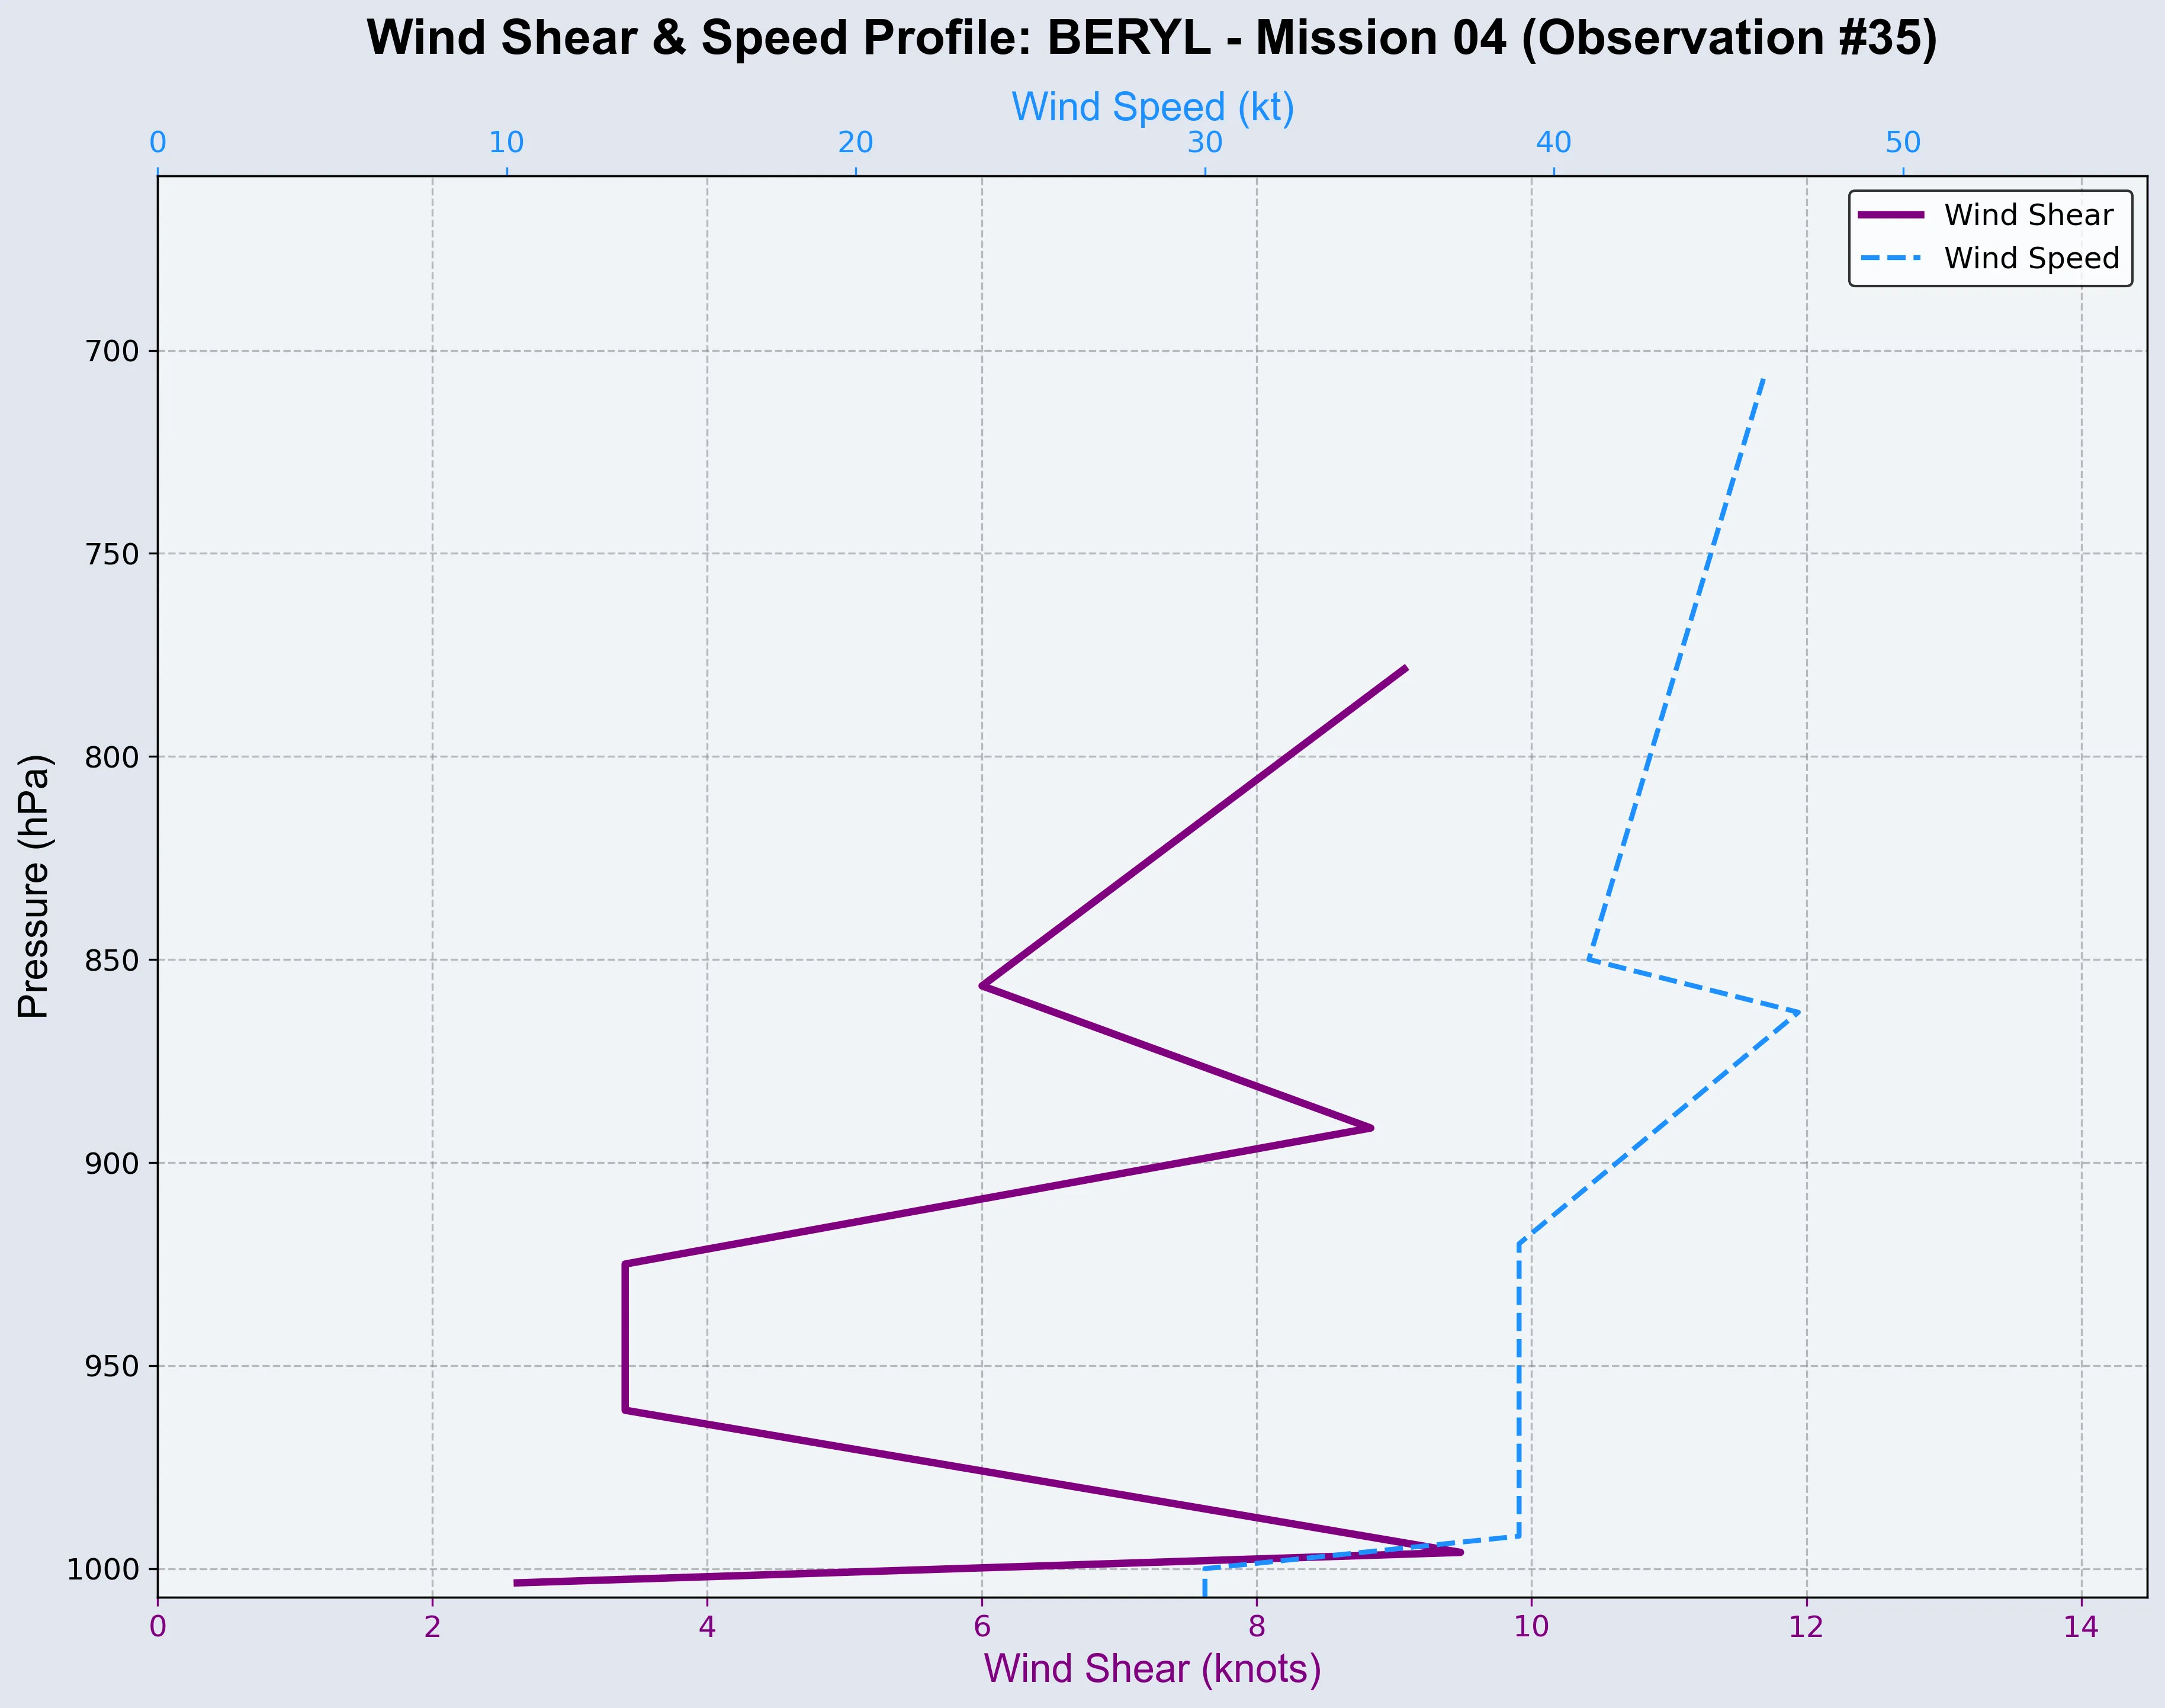 Wind Shear & Speed Profile: BERYL - Mission 04 (Observation #35)
Wind Speed (kt)
0 10 20 30 40 50
Wind Shear
Wind Speed
700
750
800
850
900
950
1000
Pressure (hPa)
0 2 4 6 8 10 12 14
Wind Shear (knots)